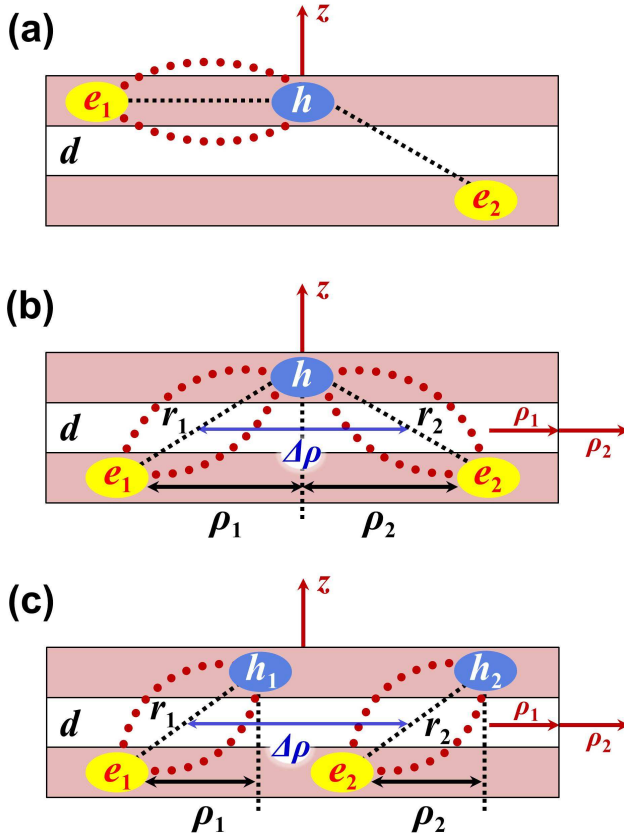 (a)
z
e₁ h
d
e₂
(b)
z
h
d r₁ r₂ ρ₁
ρ₂
Δρ
e₁ e₂
ρ₁ ρ₂
(c)
z
h₁ h₂
d r₁ r₂ ρ₁
ρ₂
Δρ
e₁ e₂
ρ₁ ρ₂